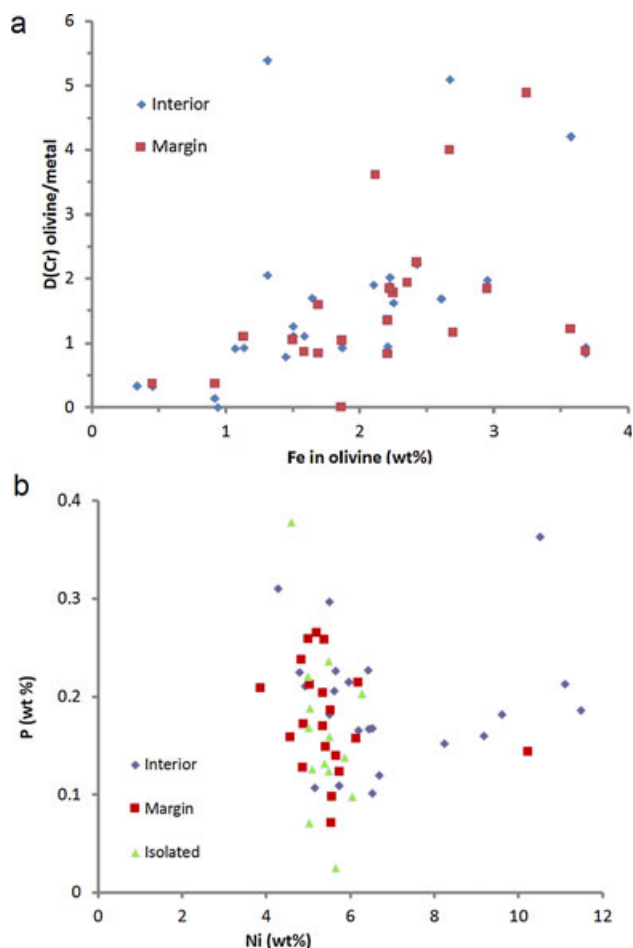 a
6
5
4
3
2
1
0
D(Cr) olivine/metal
Interior
Margin
0 1 2 3 4
Fe in olivine (wt%)
b
0.4
0.3
0.2
0.1
0
P (wt %)
Interior
Margin
Isolated
0 2 4 6 8 10 12
Ni (wt%)